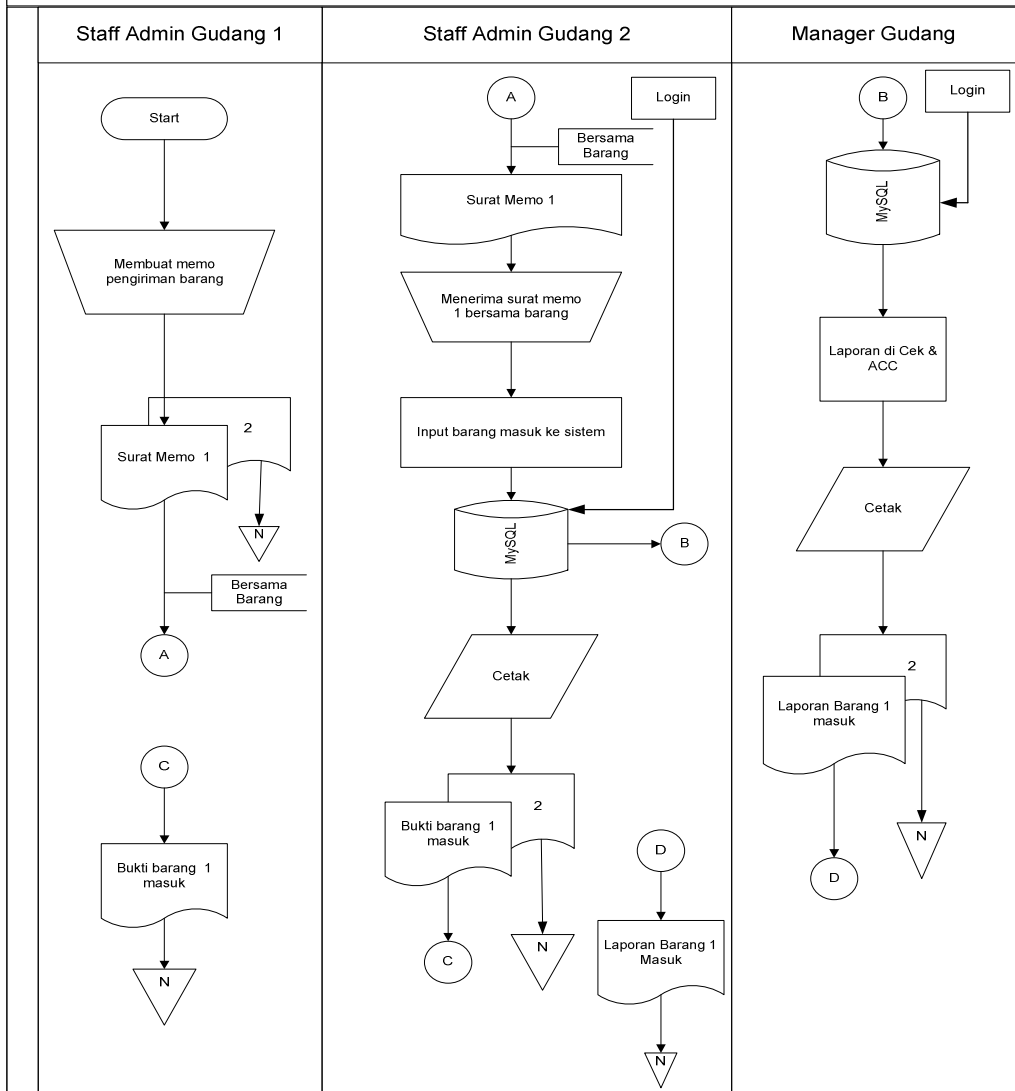 Staff Admin Gudang 1
Staff Admin Gudang 2
Manager Gudang
Start
Membuat memo
pengiriman barang
Surat Memo 1
2
N
Bersama
Barang
A
C
Bukti barang 1
masuk
N
A
Login
Bersama
Barang
Surat Memo 1
Menerima surat memo
1 bersama barang
Input barang masuk ke sistem
MySQL
B
Cetak
2
Bukti barang 1
masuk
C
N
D
Laporan Barang 1
Masuk
N
B
Login
MySQL
Laporan di Cek &
ACC
Cetak
2
Laporan Barang 1
masuk
N
D